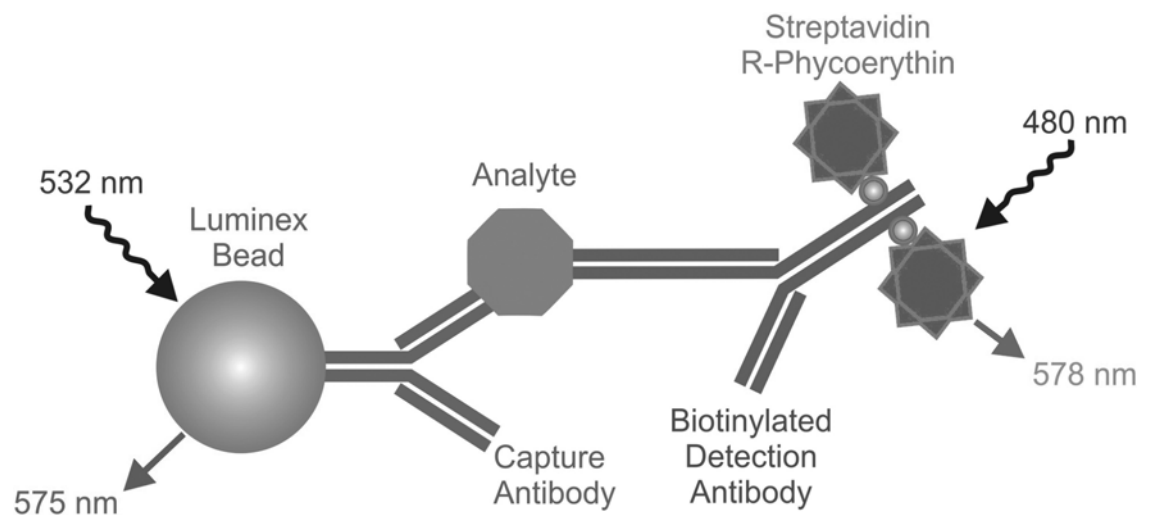 Streptavidin
R-Phycoerythin
480 nm
Analyte
532 nm
Luminex
Bead
578 nm
Biotinylated
Detection
Antibody
Capture
Antibody
575 nm